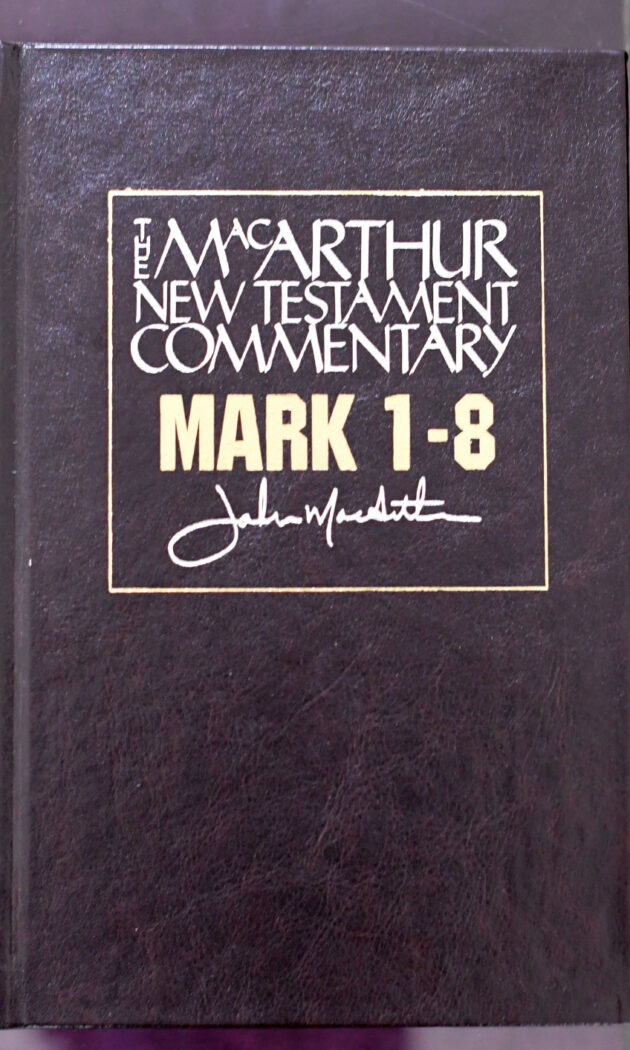 THE MACARTHUR
NEW TESTAMENT
COMMENTARY
MARK 1-8
John MacArthur